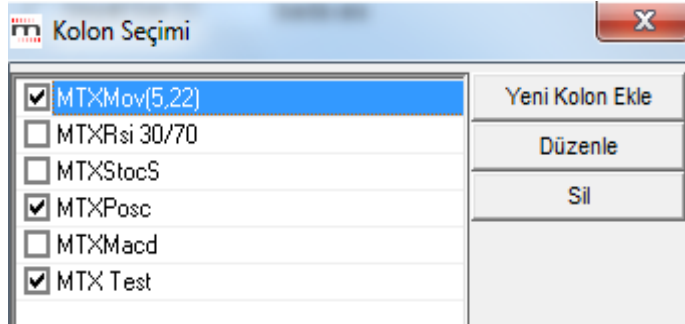 Kolon Seçimi
MTXMov(5,22)
MTXRsi 30/70
MTXStocS
MTXPosc
MTXMacd
MTX Test
Yeni Kolon Ekle
Düzenle
Sil